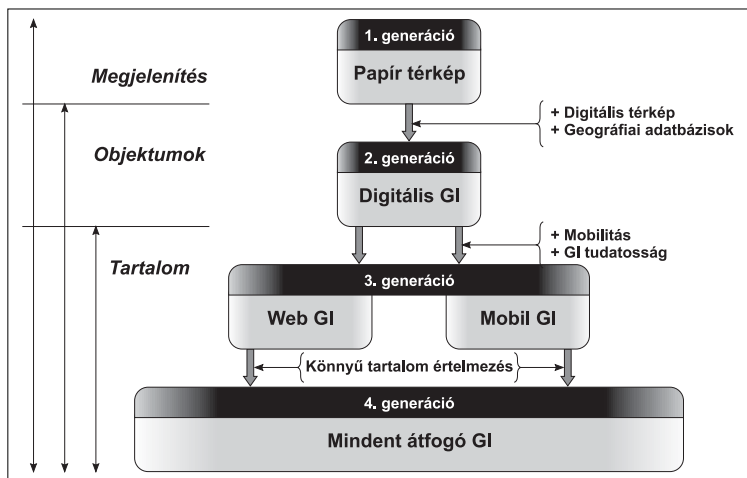 1. generáció
Papír térkép
Megjelenítés
+ Digitális térkép
+ Geográfiai adatbázisok
Objektumok
2. generáció
Digitális GI
+ Mobilitás
+ GI tudatosság
Tartalom
3. generáció
Web GI
Mobil GI
Könnyű tartalom értelmezés
4. generáció
Mindent átfogó GI